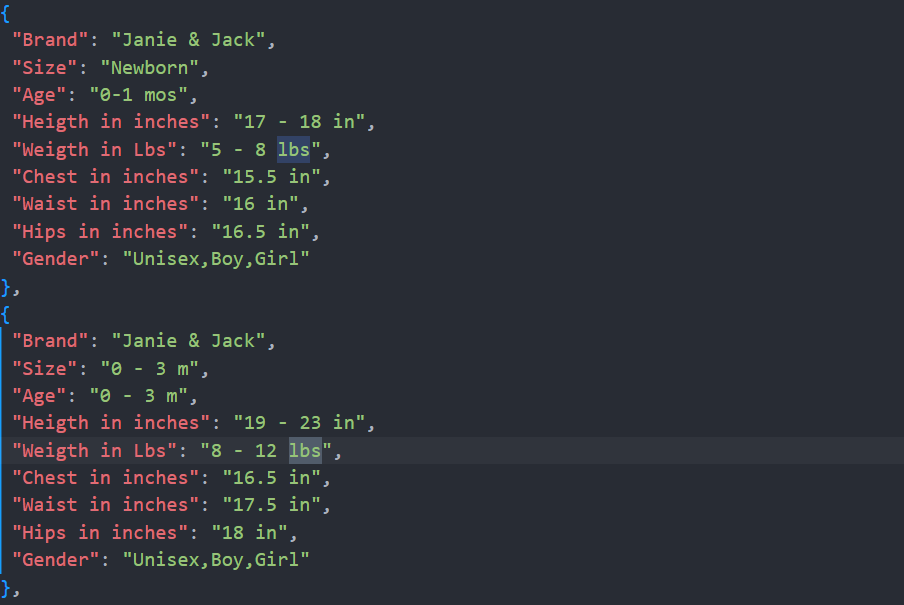 {
"Brand": "Janie & Jack",
"Size": "Newborn",
"Age": "0-1 mos",
"Heigth in inches": "17 - 18 in",
"Weigth in Lbs": "5 - 8 lbs",
"Chest in inches": "15.5 in",
"Waist in inches": "16 in",
"Hips in inches": "16.5 in",
"Gender": "Unisex,Boy,Girl"
},
{
"Brand": "Janie & Jack",
"Size": "0 - 3 m",
"Age": "0 - 3 m",
"Heigth in inches": "19 - 23 in",
"Weigth in Lbs": "8 - 12 lbs",
"Chest in inches": "16.5 in",
"Waist in inches": "17.5 in",
"Hips in inches": "18 in",
"Gender": "Unisex,Boy,Girl"
},